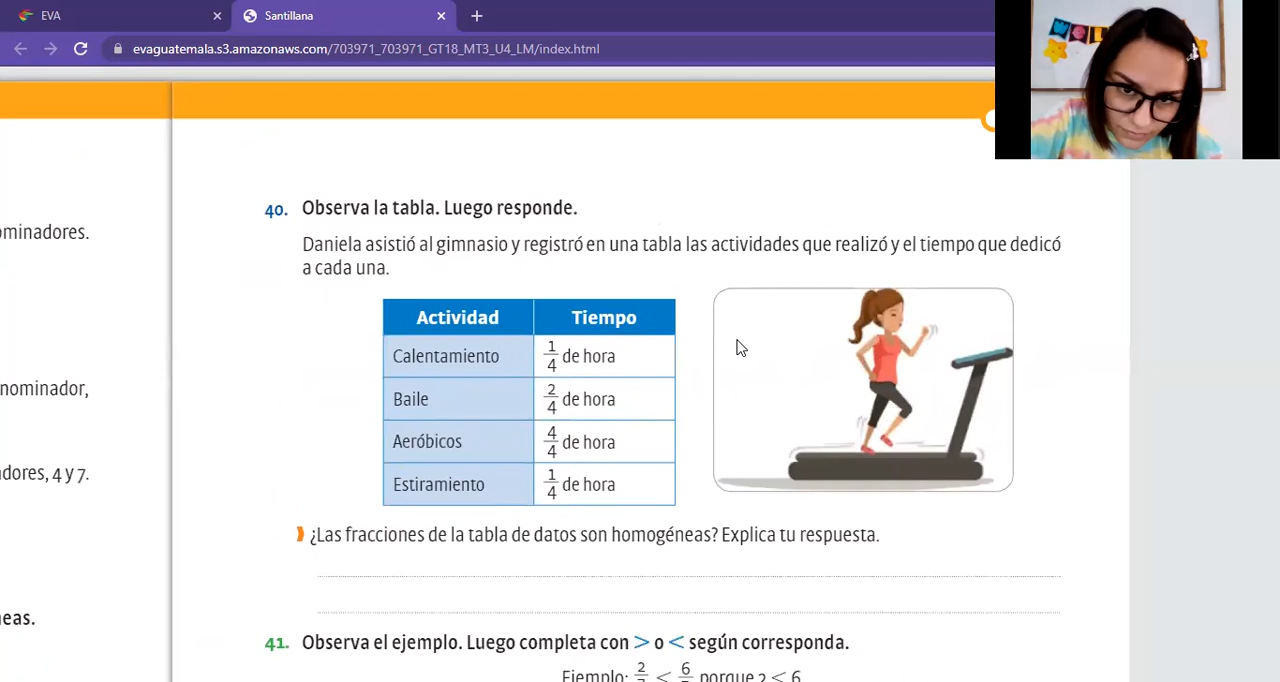 EVA
Santillana
evaguatemala.s3.amazonaws.com/703971_703971_GT18_MT3_U4_LM/index.html
40. Observa la tabla. Luego responde.
Daniela asistió al gimnasio y registró en una tabla las actividades que realizó y el tiempo que dedicó
a cada una.
Actividad Tiempo
Calentamiento 1/4 de hora
Baile 2/4 de hora
Aeróbicos 4/4 de hora
Estiramiento 1/4 de hora
¿Las fracciones de la tabla de datos son homogéneas? Explica tu respuesta.
41. Observa el ejemplo. Luego completa con > o < según corresponda.
ominadores.
nominador,
dores, 4 y 7.
eas.